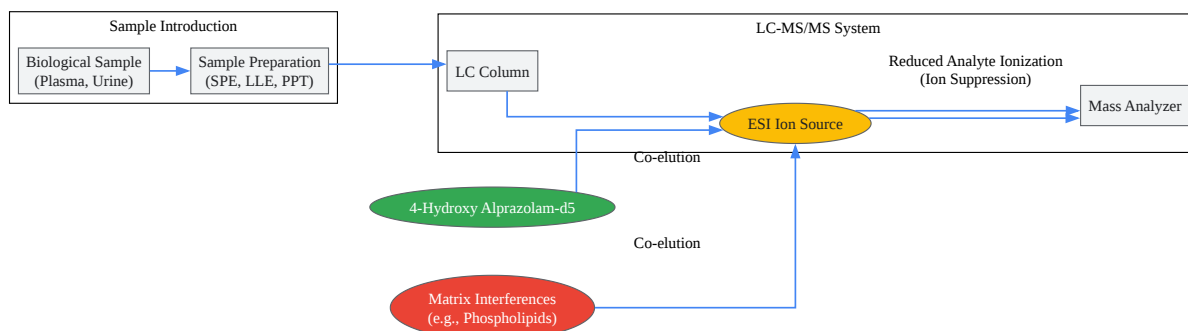 Sample Introduction
Biological Sample
(Plasma, Urine)
Sample Preparation
(SPE, LLE, PPT)
LC-MS/MS System
LC Column
Reduced Analyte Ionization
(Ion Suppression)
Mass Analyzer
ESI Ion Source
Co-elution
4-Hydroxy Alprazolam-d5
Co-elution
Matrix Interferences
(e.g., Phospholipids)